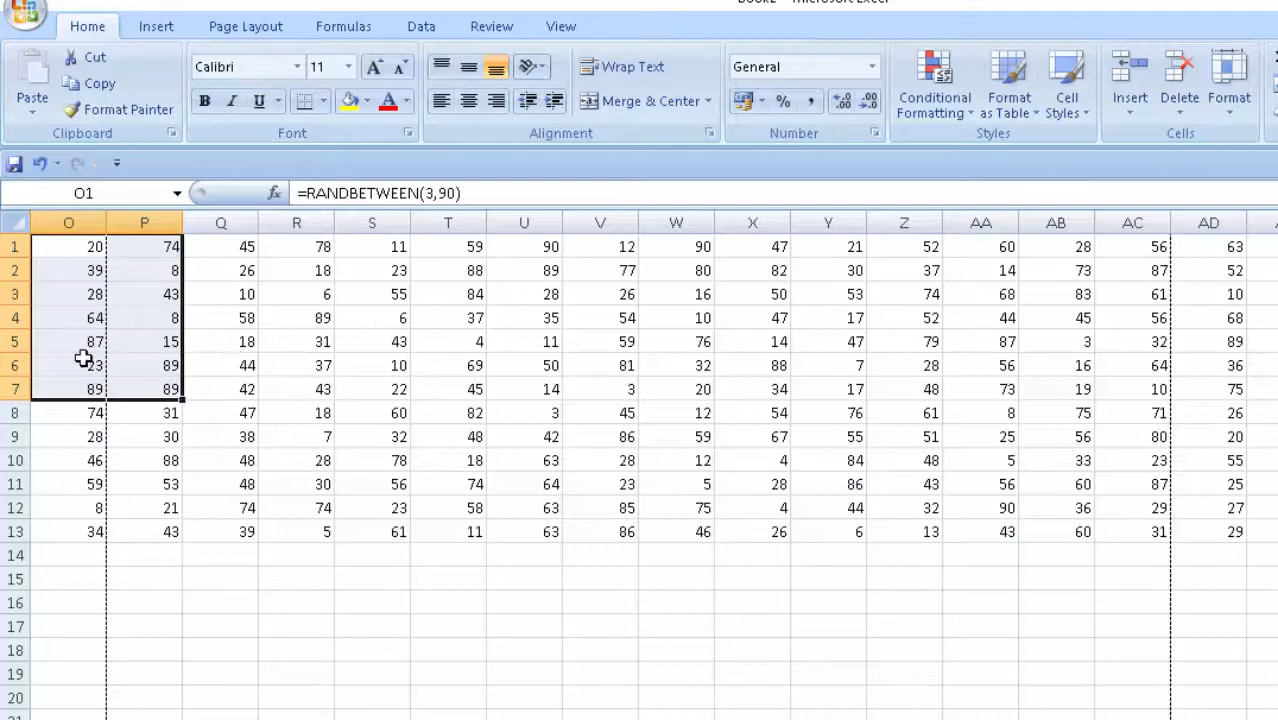 Home Insert Page Layout Formulas Data Review View
Cut
Copy
Format Painter
Paste
Calibri 11
B I U
Wrap Text
Merge & Center
General
Conditional Formatting
Format as Table
Cell Styles
Insert Delete Format
Clipboard Font Alignment Number Styles Cells
O1 fx =RANDBETWEEN(3,90)
O P Q R S T U V W X Y Z AA AB AC AD
1 20 74 45 78 11 59 90 12 90 47 21 52 60 28 56 63
2 39 8 26 18 23 88 89 77 80 82 30 37 14 73 87 52
3 28 43 10 6 55 84 28 26 16 50 53 74 68 83 61 10
4 64 8 58 89 6 37 35 54 10 47 17 52 44 45 56 68
5 87 15 18 31 43 4 11 59 76 14 47 79 87 3 32 89
6 23 89 44 37 10 69 50 81 32 88 7 28 56 16 64 36
7 89 89 42 43 22 45 14 3 20 34 17 48 73 19 10 75
8 74 31 47 18 60 82 3 45 12 54 76 61 8 75 71 26
9 28 30 38 7 32 48 42 86 59 67 55 51 25 56 80 20
10 46 88 48 28 78 18 63 28 12 4 84 48 5 33 23 55
11 59 53 48 30 56 74 64 23 5 28 86 43 56 60 87 25
12 8 21 74 74 23 58 63 85 75 4 44 32 90 36 29 27
13 34 43 39 5 61 11 63 86 46 26 6 13 43 60 31 29
14
15
16
17
18
19
20